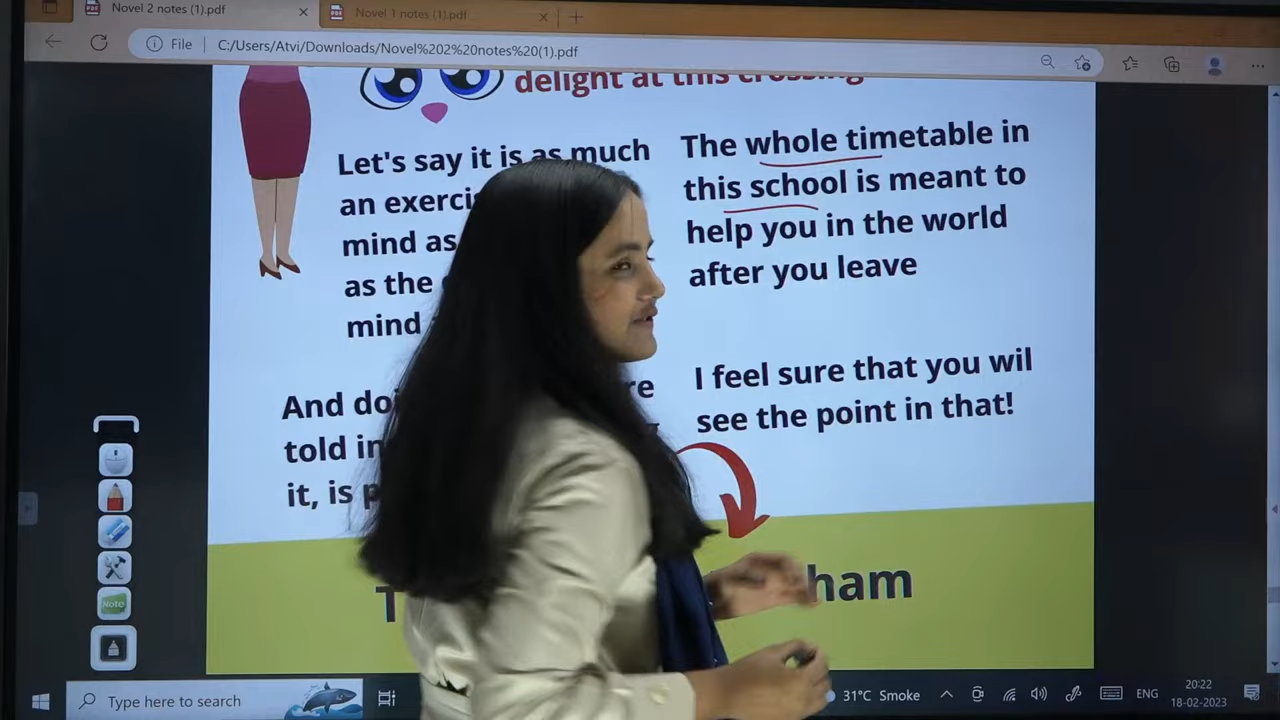 Novel 2 notes (1).pdf
Novel 1 notes (1).pdf
File
C:/Users/Atvi/Downloads/Novel%202%20notes%20(1).pdf
delight at this crossing
Let's say it is as much
an
mind as
as the
mind
And
told
it, is
The whole timetable in
this school is meant to
help you in the world
after you leave
I feel sure that you wil
see the point in that!
ham
Note
Type here to search
31°C Smoke
ENG
20:22
18-02-2023